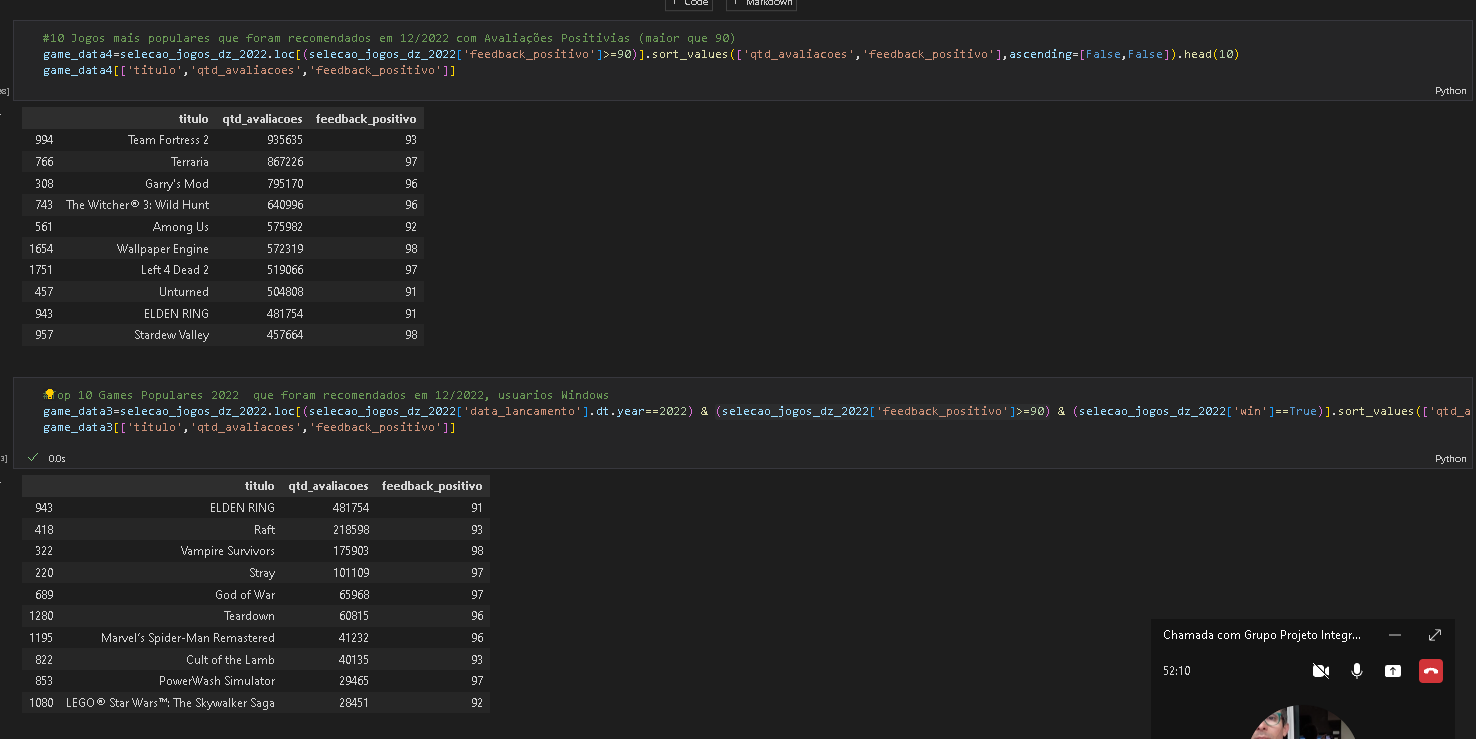 + Code + Markdown
#10 Jogos mais populares que foram recomendados em 12/2022 com Avaliações Positivias (maior que 90)
game_data4=selecao_jogos_dz_2022.loc[(selecao_jogos_dz_2022['feedback_positivo']>=90)].sort_values(['qtd_avaliacoes','feedback_positivo'],ascending=[False,False]).head(10)
game_data4[['titulo','qtd_avaliacoes','feedback_positivo']]
Python
titulo qtd_avaliacoes feedback_positivo
994 Team Fortress 2 935635 93
766 Terraria 867226 97
308 Garry's Mod 795170 96
743 The Witcher® 3: Wild Hunt 640996 96
561 Among Us 575982 92
1654 Wallpaper Engine 572319 98
1751 Left 4 Dead 2 519066 97
457 Unturned 504808 91
943 ELDEN RING 481754 91
957 Stardew Valley 457664 98
op 10 Games Populares 2022 que foram recomendados em 12/2022, usuarios Windows
game_data3=selecao_jogos_dz_2022.loc[(selecao_jogos_dz_2022['data_lancamento'].dt.year==2022) & (selecao_jogos_dz_2022['feedback_positivo']>=90) & (selecao_jogos_dz_2022['win']==True)].sort_values(['qtd_a
game_data3[['titulo','qtd_avaliacoes','feedback_positivo']]
3] 0.0s
Python
titulo qtd_avaliacoes feedback_positivo
943 ELDEN RING 481754 91
418 Raft 218598 93
322 Vampire Survivors 175903 98
220 Stray 101109 97
689 God of War 65968 97
1280 Teardown 60815 96
1195 Marvel's Spider-Man Remastered 41232 96
822 Cult of the Lamb 40135 93
853 PowerWash Simulator 29465 97
1080 LEGO® Star Wars™: The Skywalker Saga 28451 92
Chamada com Grupo Projeto Integr...
52:10